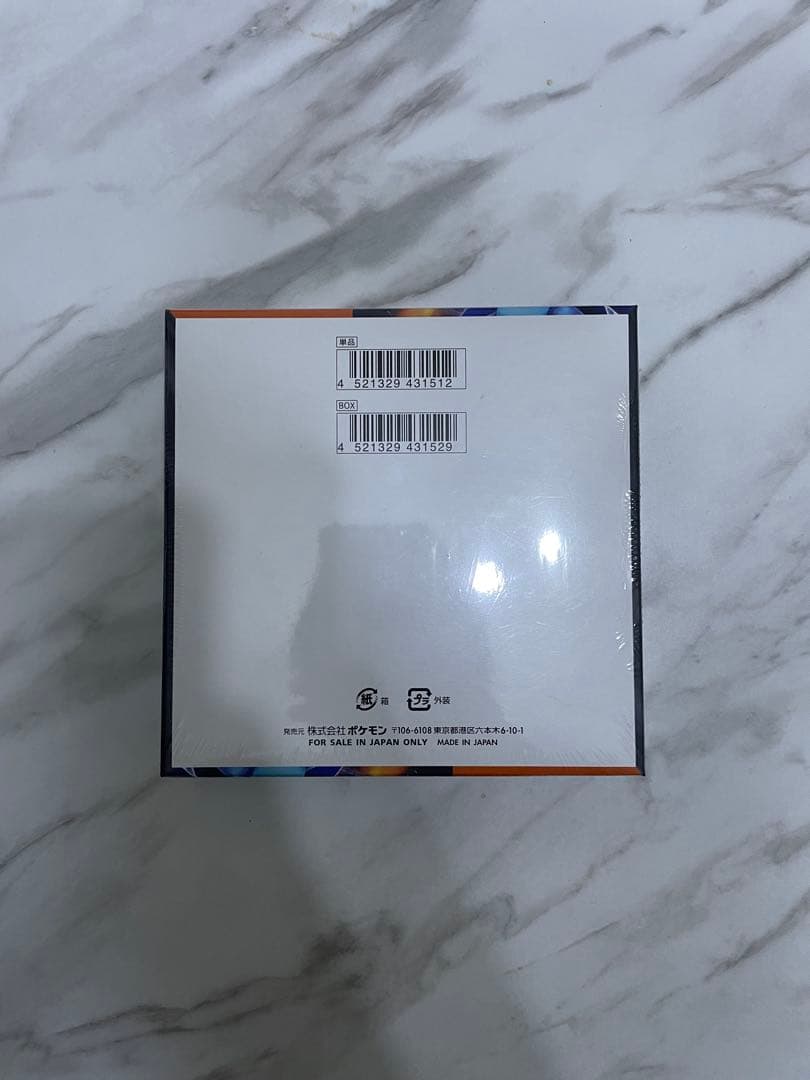 単品
4 521329 431512
BOX
4 521329 431529
紙 箱 プラ 外装
発売元 株式会社ポケモン 〒106-6108 東京都港区六本木6-10-1
FOR SALE IN JAPAN ONLY MADE IN JAPAN